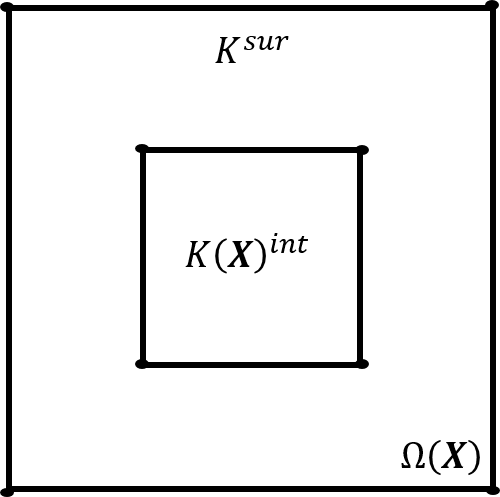 K^sur
K(X)^int
Ω(X)